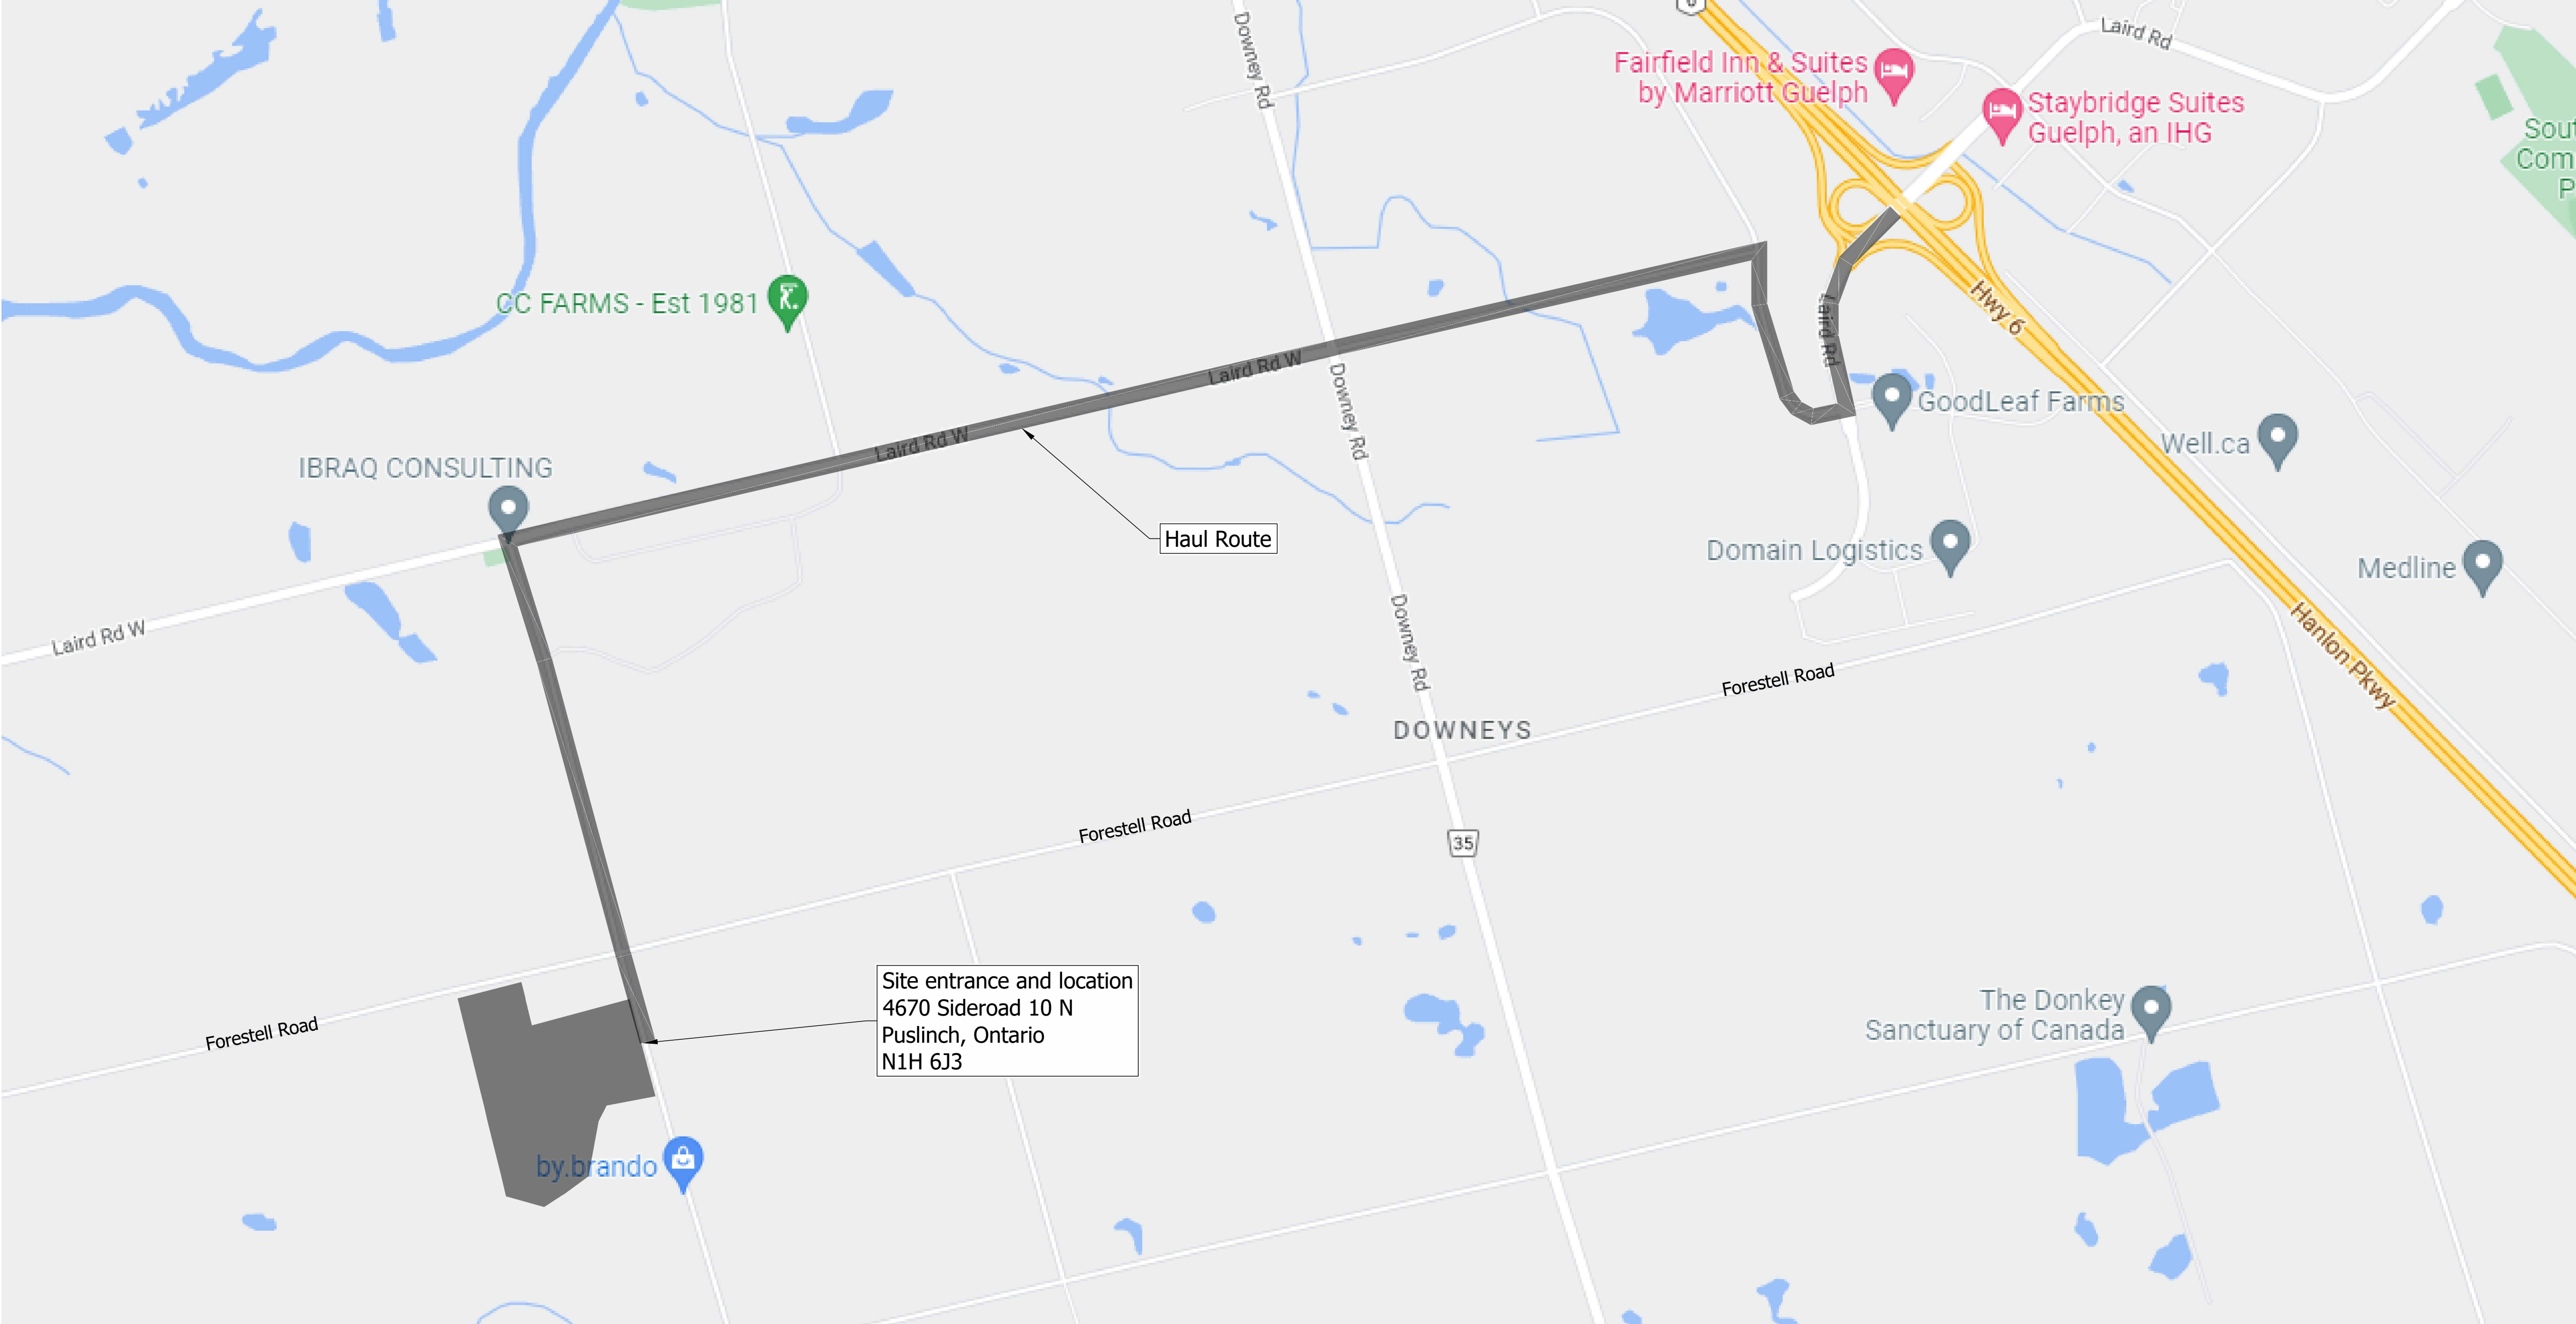 Downey Rd
Laird Rd
Fairfield Inn & Suites
by Marriott Guelph
Staybridge Suites
Guelph, an IHG
Sout
Com
P
CC FARMS - Est 1981
Hwy 6
Laird Rd
Laird Rd W
Downey Rd
GoodLeaf Farms
Laird Rd W
Well.ca
IBRAQ CONSULTING
Haul Route
Domain Logistics
Medline
Laird Rd W
Downey Rd
Hanlon Pkwy
Forestell Road
DOWNEYS
Forestell Road
35
Site entrance and location
4670 Sideroad 10 N
Puslinch, Ontario
N1H 6J3
Forestell Road
The Donkey
Sanctuary of Canada
by.brando